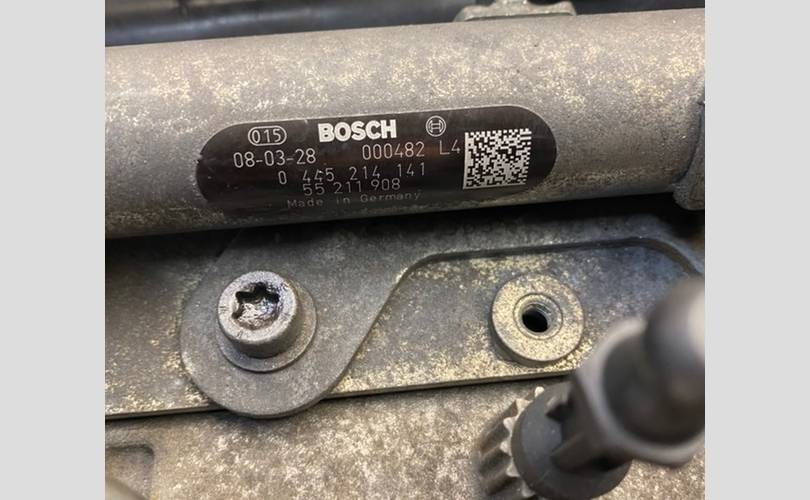 015 BOSCH
08-03-28 000482 L4
0 445 214 141
55 211 908
Made in Germany